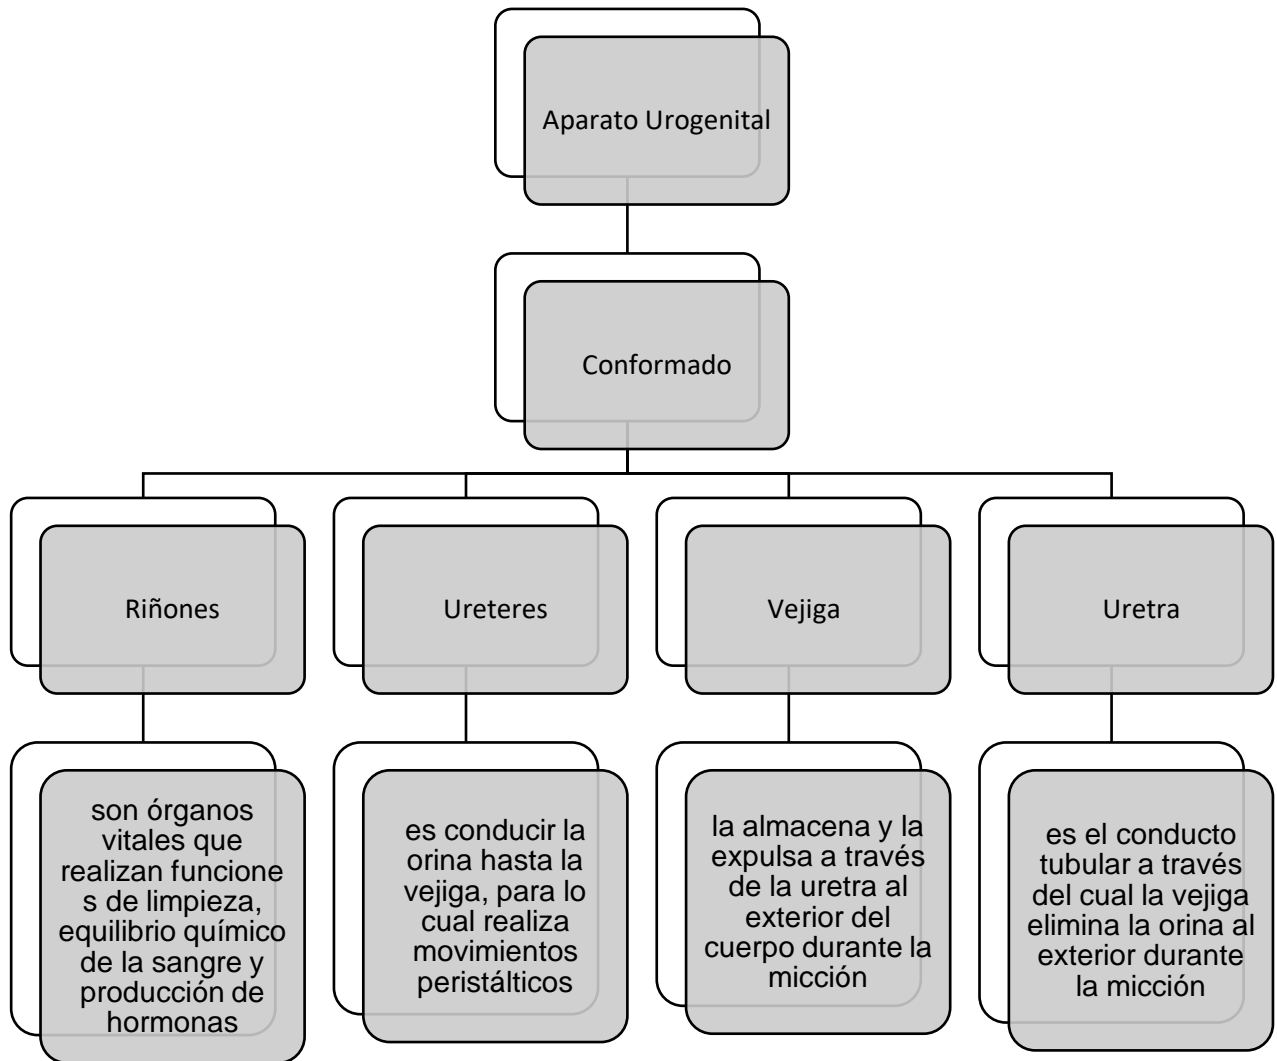 Aparato Urogenital
Conformado
Riñones
Ureteres
Vejiga
Uretra
son órganos
vitales que
realizan funcione
s de limpieza,
equilibrio químico
de la sangre y
producción de
hormonas
es conducir la
orina hasta la
vejiga, para lo
cual realiza
movimientos
peristálticos
la almacena y la
expulsa a través
de la uretra al
exterior del
cuerpo durante la
micción
es el conducto
tubular a través
del cual la vejiga
elimina la orina al
exterior durante
la micción